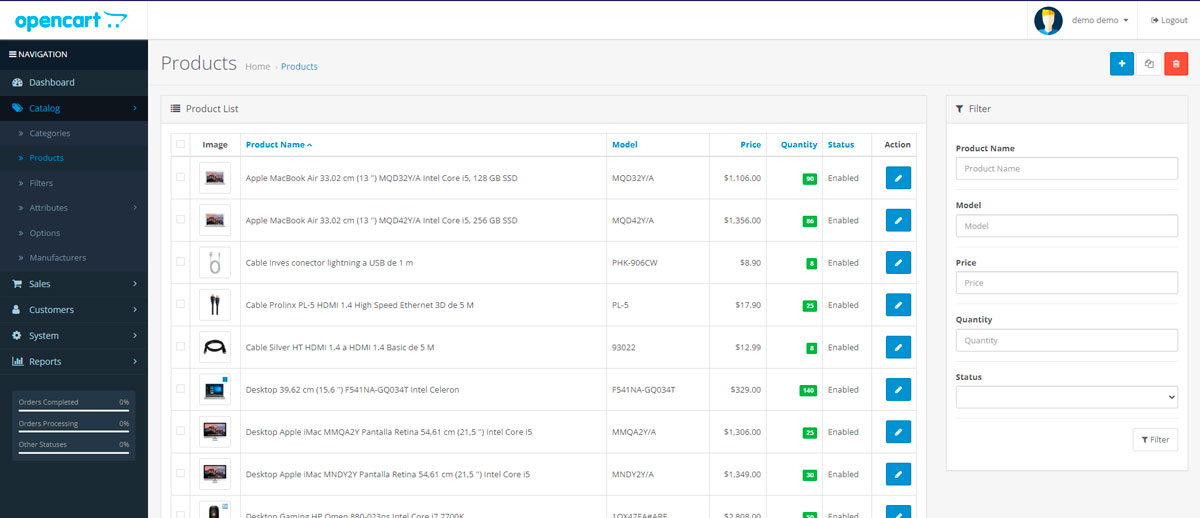 opencart
demo demo
Logout
NAVIGATION
Dashboard
Catalog
Categories
Products
Filters
Attributes
Options
Manufacturers
Sales
Customers
System
Reports
Orders Completed 0%
Orders Processing 0%
Other Statuses 0%
Products Home › Products
Product List
Image Product Name Model Price Quantity Status Action
Apple MacBook Air 33,02 cm (13 '') MQD32Y/A Intel Core i5, 128 GB SSD MQD32Y/A $1,106.00 90 Enabled
Apple MacBook Air 33,02 cm (13 '') MQD42Y/A Intel Core i5, 256 GB SSD MQD42Y/A $1,356.00 86 Enabled
Cable inves conector lightning a USB de 1 m PHK-906CW $8.90 8 Enabled
Cable Prolinx PL-5 HDMI 1.4 High Speed Ethernet 3D de 5 M PL-5 $17.90 25 Enabled
Cable Silver HT HDMI 1.4 a HDMI 1.4 Basic de 5 M 93022 $12.99 8 Enabled
Desktop 39,62 cm (15,6 '') F541NA-GQ034T Intel Celeron F541NA-GQ034T $329.00 140 Enabled
Desktop Apple iMac MMQA2Y Pantalla Retina 54,61 cm (21,5 '') Intel Core i5 MMQA2Y/A $1,306.00 25 Enabled
Desktop Apple iMac MNDY2Y Pantalla Retina 54,61 cm (21,5 '') Intel Core i5 MNDY2Y/A $1,349.00 30 Enabled
Desktop Gaming HP Omen 880-023ns Intel Core i7 7700K $2,808.00 Enabled
Filter
Product Name
Product Name
Model
Model
Price
Price
Quantity
Quantity
Status
Filter